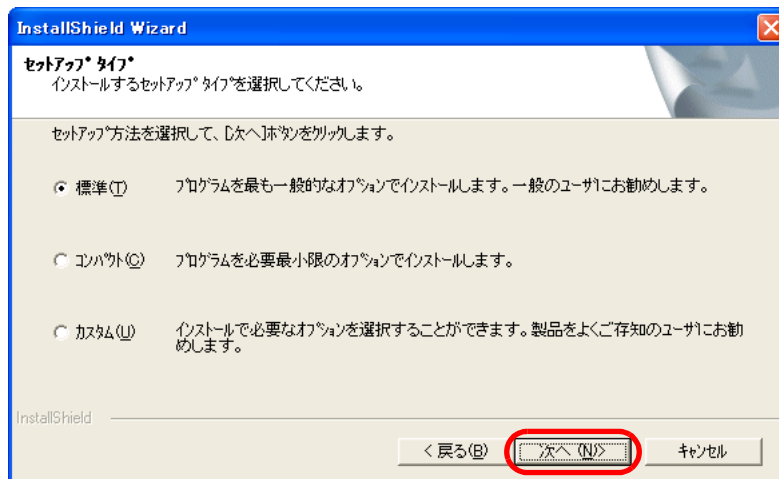 InstallShield Wizard
セットアップ タイプ
インストールするセットアップ タイプを選択してください。
セットアップ方法を選択して、[次へ]ボタンをクリックします。
標準(T)
プログラムを最も一般的なオプションでインストールします。一般のユーザにお勧めします。
コンパクト(C)
プログラムを必要最小限のオプションでインストールします。
カスタム(U)
インストールで必要なオプションを選択することができます。製品をよくご存知のユーザにお勧
めします。
InstallShield
< 戻る(B)
次へ (N)>
キャンセル